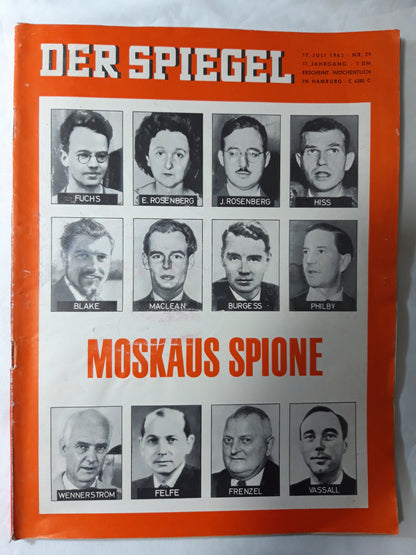 DER SPIEGEL
17. JULI 1963 · NR. 29
17. JAHRGANG · 1 DM
ERSCHEINT WÖCHENTLICH
IN HAMBURG · C 6380 C
FUCHS
E. ROSENBERG
J. ROSENBERG
HISS
BLAKE
MACLEAN
BURGESS
PHILBY
MOSKAUS SPIONE
WENNERSTRÖM
FELFE
FRENZEL
VASSALL